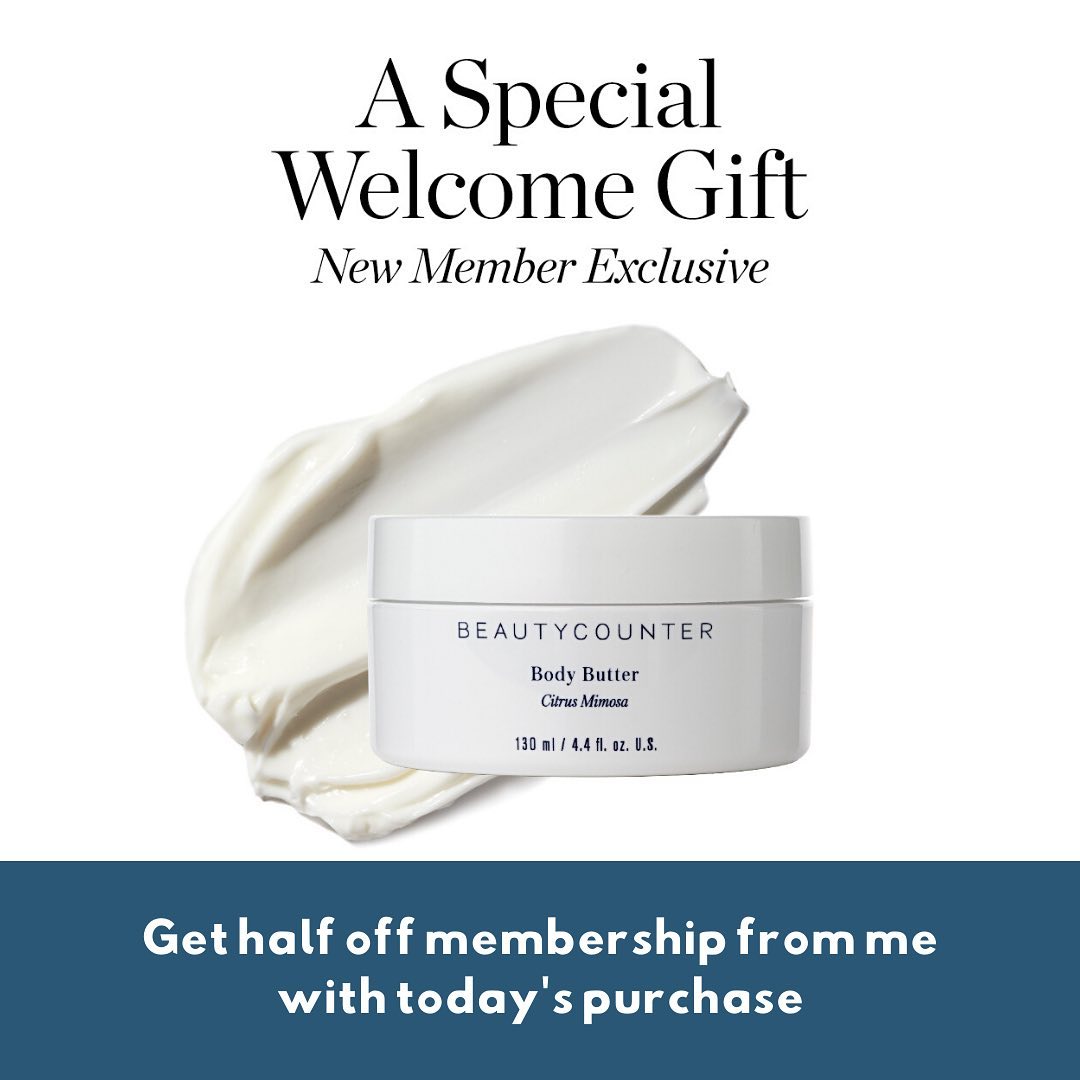 A Special
Welcome Gift
New Member Exclusive
BEAUTYCOUNTER
Body Butter
Citrus Mimosa
130 ml / 4.4 fl. oz. U.S.
Get half off membership from me
with today's purchase